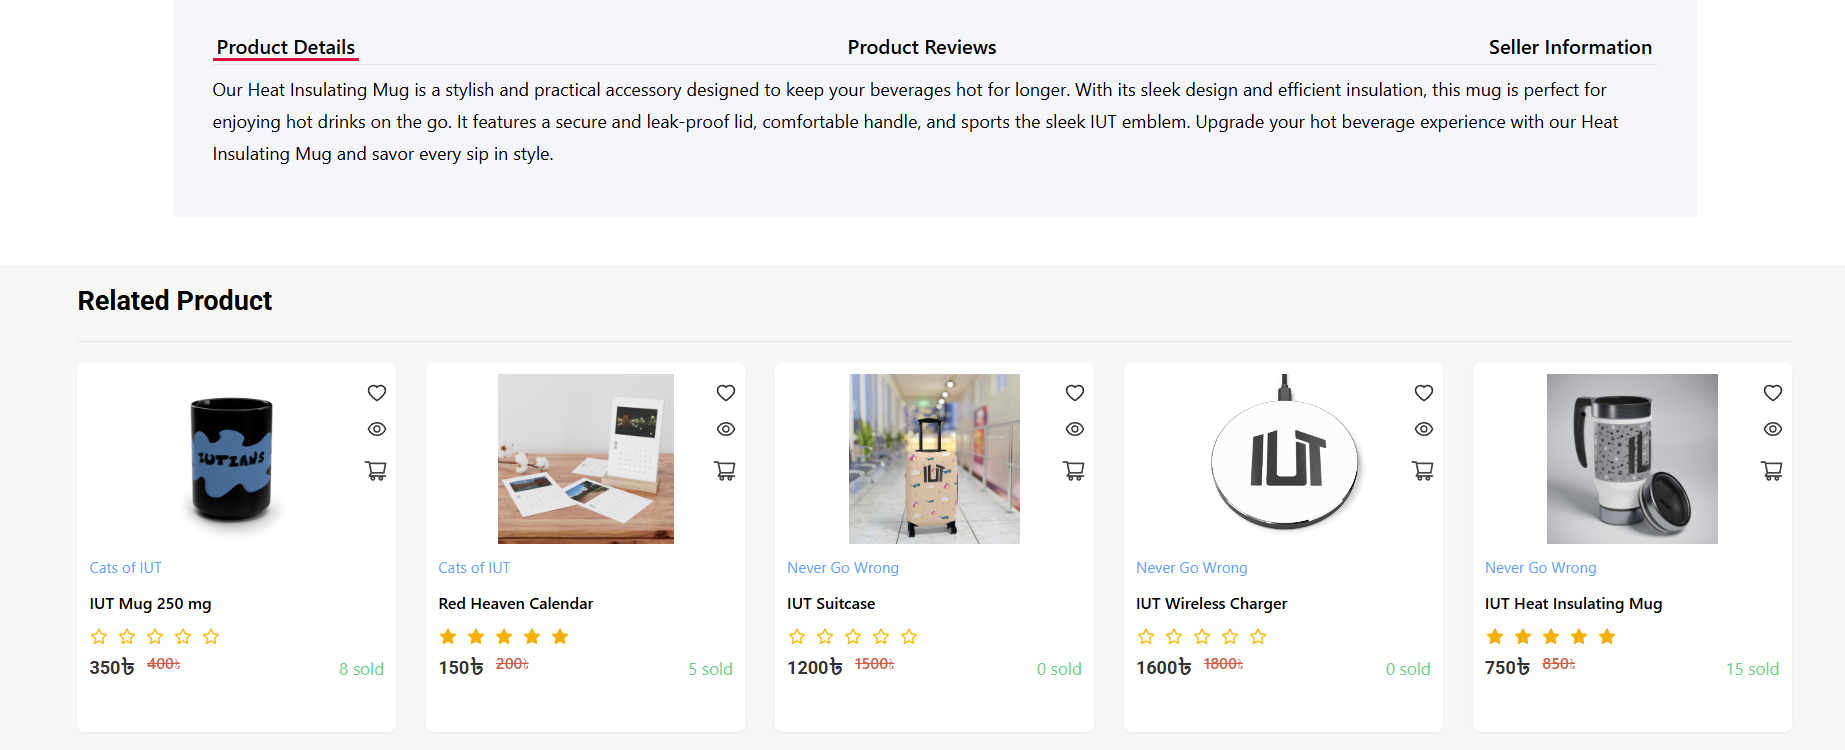 Product Details
Product Reviews
Seller Information
Our Heat Insulating Mug is a stylish and practical accessory designed to keep your beverages hot for longer. With its sleek design and efficient insulation, this mug is perfect for
enjoying hot drinks on the go. It features a secure and leak-proof lid, comfortable handle, and sports the sleek IUT emblem. Upgrade your hot beverage experience with our Heat
Insulating Mug and savor every sip in style.
Related Product
IUTIANS
Cats of IUT
IUT Mug 250 mg
350৳ 400৳
8 sold
Cats of IUT
Red Heaven Calendar
150৳ 200৳
5 sold
IUT
Never Go Wrong
IUT Suitcase
1200৳ 1500৳
0 sold
IUT
Never Go Wrong
IUT Wireless Charger
1600৳ 1800৳
0 sold
IUT
Never Go Wrong
IUT Heat Insulating Mug
750৳ 850৳
15 sold